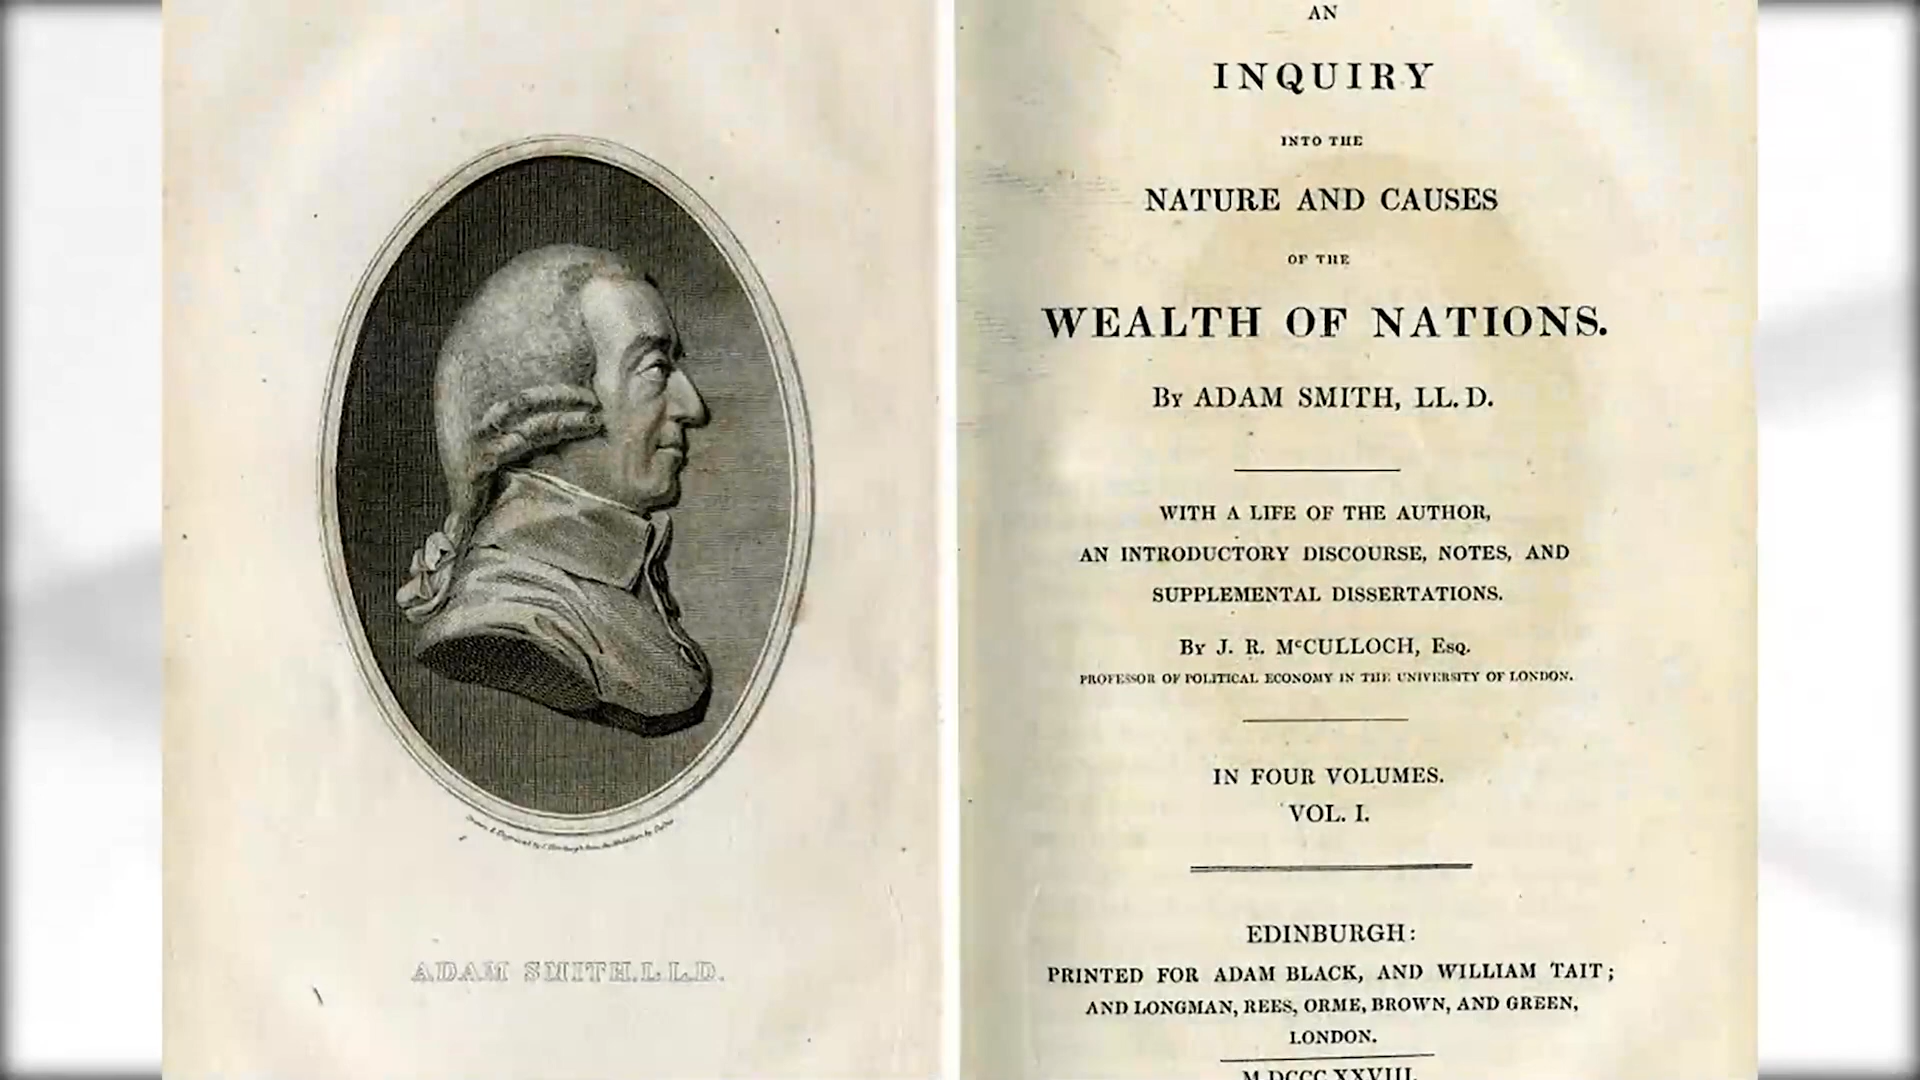 ADAM SMITH. L.L.D.
AN
INQUIRY
INTO THE
NATURE AND CAUSES
OF THE
WEALTH OF NATIONS.
By ADAM SMITH, LL. D.
WITH A LIFE OF THE AUTHOR,
AN INTRODUCTORY DISCOURSE, NOTES, AND
SUPPLEMENTAL DISSERTATIONS.
By J. R. McCULLOCH, Esq.
PROFESSOR OF POLITICAL ECONOMY IN THE UNIVERSITY OF LONDON.
IN FOUR VOLUMES.
VOL. I.
EDINBURGH:
PRINTED FOR ADAM BLACK, AND WILLIAM TAIT;
AND LONGMAN, REES, ORME, BROWN, AND GREEN,
LONDON.
M.DCCC.XXVIII.